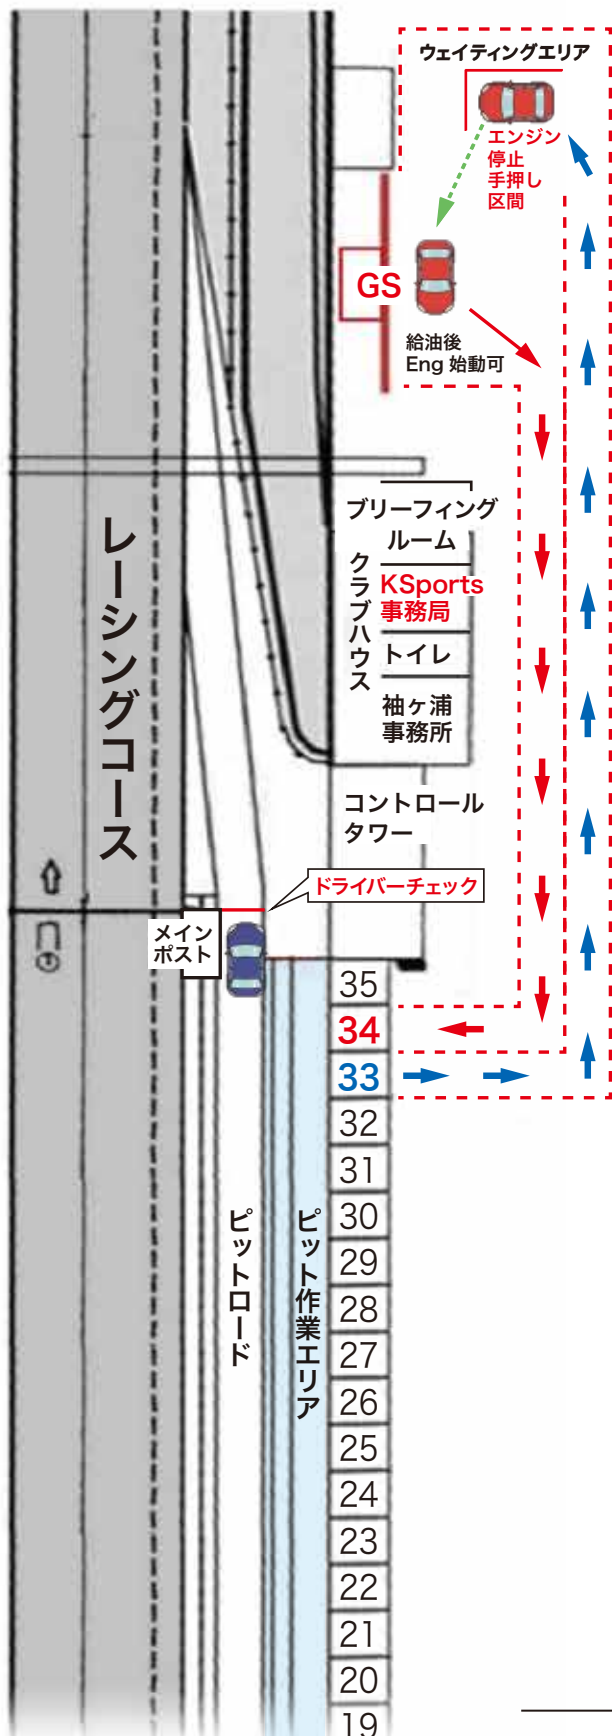 ウェイティングエリア
エンジン
停止
手押し
区間
GS
給油後
Eng 始動可
レーシングコース
クラブハウス
ブリーフィング
ルーム
KSports
事務局
トイレ
袖ヶ浦
事務所
コントロール
タワー
ドライバーチェック
メイン
ポスト
35
34
33
32
31
30
29
28
27
26
25
24
23
22
21
20
19
ピットロード
ピット作業エリア